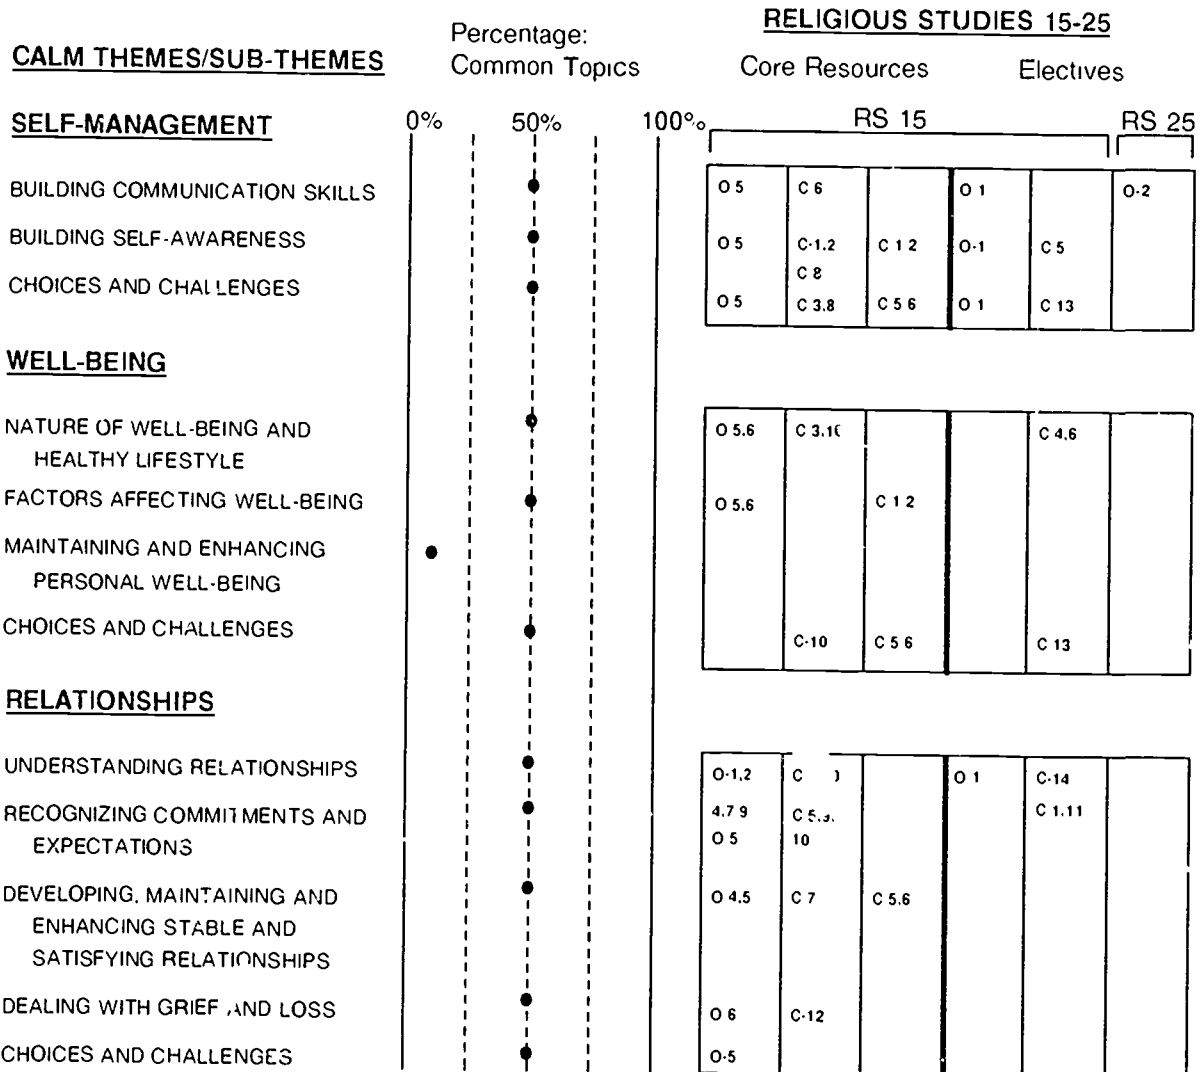 RELIGIOUS STUDIES 15-25
CALM THEMES/SUB-THEMES
Percentage:
Common Topics
Core Resources Electives
SELF-MANAGEMENT 0% 50% 100% RS 15 RS 25
BUILDING COMMUNICATION SKILLS O 5 C 6 O 1 O-2
BUILDING SELF-AWARENESS O 5 C-1.2 C 1 2 O-1 C 5
C 8
CHOICES AND CHALLENGES O 5 C 3.8 C 5 6 O 1 C 13
WELL-BEING
NATURE OF WELL-BEING AND O 5.6 C 4.6
HEALTHY LIFESTYLE
FACTORS AFFECTING WELL-BEING O 5.6 C 1 2
MAINTAINING AND ENHANCING
PERSONAL WELL-BEING
CHOICES AND CHALLENGES C-10 C 5 6 C 13
RELATIONSHIPS
UNDERSTANDING RELATIONSHIPS O-1,2 C O 1 C-14
RECOGNIZING COMMITMENTS AND 4.7 9 C 1.11
EXPECTATIONS O 5 10
DEVELOPING, MAINTAINING AND O 4.5 C 7 C 5.6
ENHANCING STABLE AND
SATISFYING RELATIONSHIPS
DEALING WITH GRIEF AND LOSS O 6 C-12
CHOICES AND CHALLENGES O-5